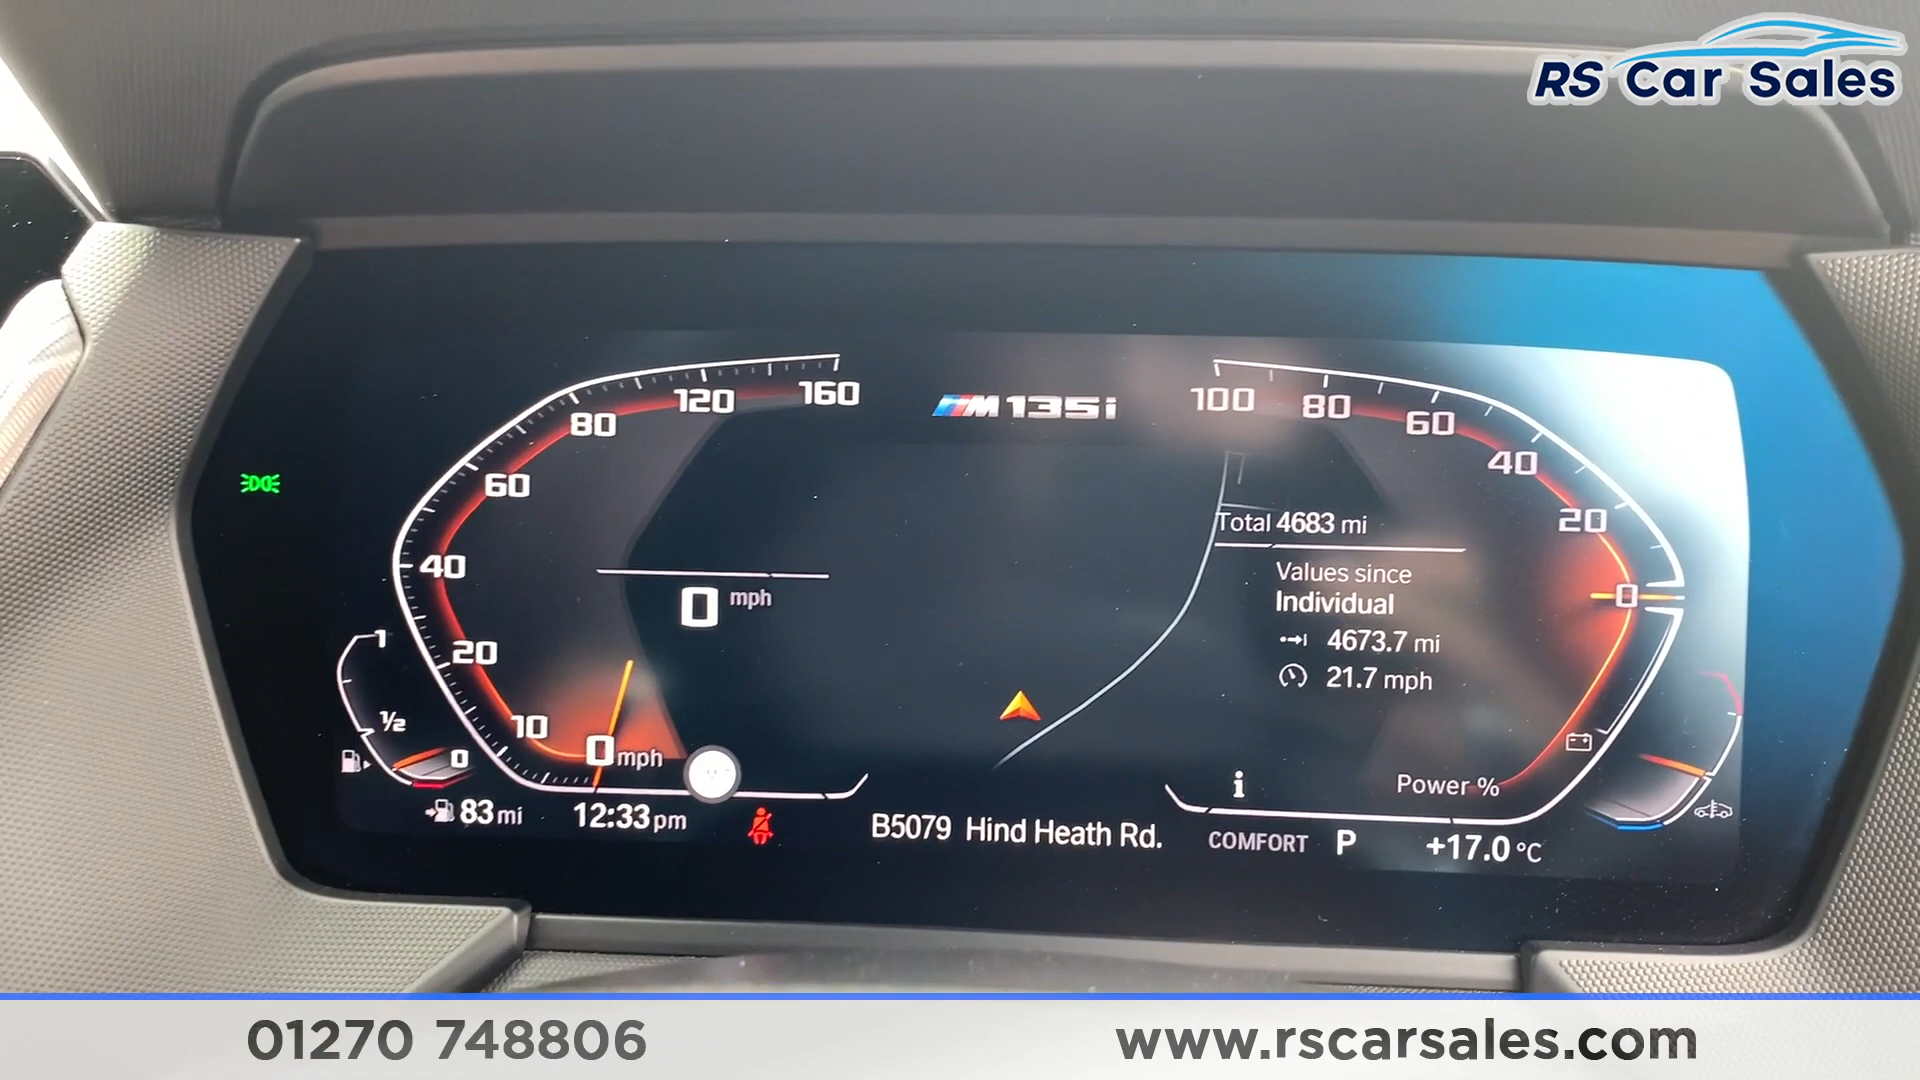 RS Car Sales
160
120
80
60
40
20
10
0 mph
0 mph
M135i
100
80
60
40
20
0
Total 4683 mi
Values since
Individual
4673.7 mi
21.7 mph
1
½
0
Power %
83 mi
12:33 pm
B5079 Hind Heath Rd.
COMFORT P
+17.0 °C
01270 748806
www.rscarsales.com